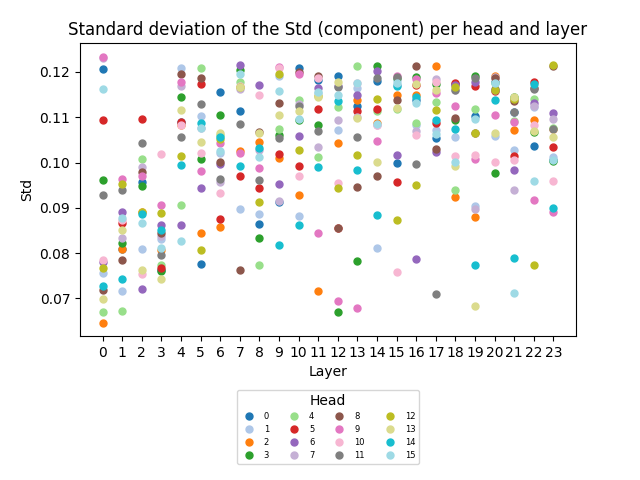 Standard deviation of the Std (component) per head and layer
Std
0.12
0.11
0.10
0.09
0.08
0.07
0 1 2 3 4 5 6 7 8 9 10 11 12 13 14 15 16 17 18 19 20 21 22 23
Layer
Head
0 4 8 12
1 5 9 13
2 6 10 14
3 7 11 15